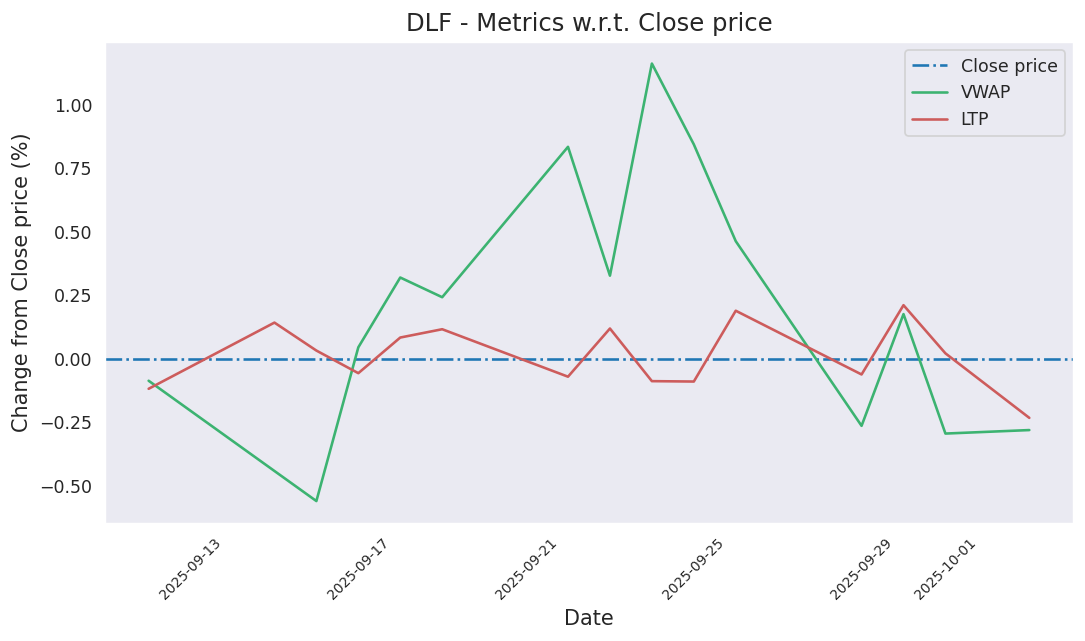 DLF - Metrics w.r.t. Close price
Close price
VWAP
LTP
Change from Close price (%)
1.00
0.75
0.50
0.25
0.00
−0.25
−0.50
2025-09-13
2025-09-17
2025-09-21
2025-09-25
2025-09-29
2025-10-01
Date